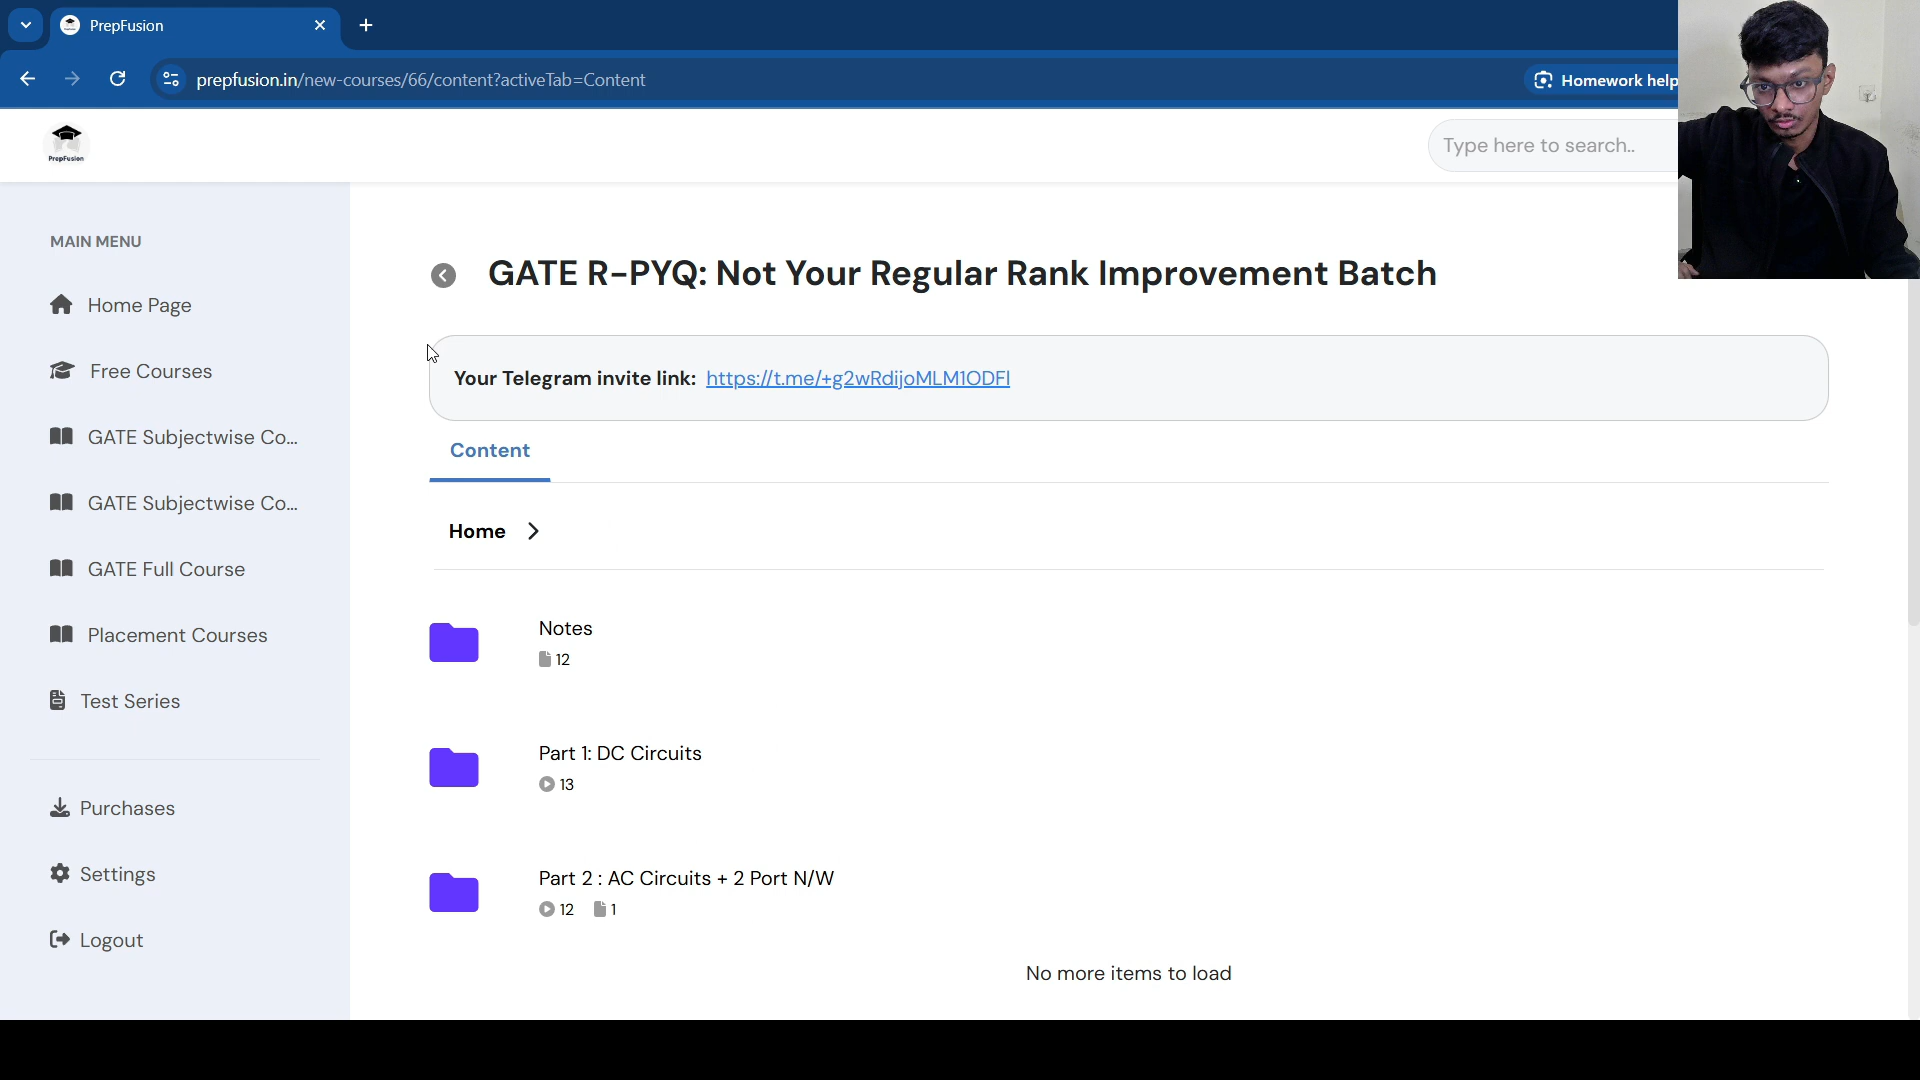 PrepFusion
prepfusion.in/new-courses/66/content?activeTab=Content
Homework help
PrepFusion
Type here to search..
MAIN MENU
Home Page
Free Courses
GATE Subjectwise Co...
GATE Subjectwise Co...
GATE Full Course
Placement Courses
Test Series
Purchases
Settings
Logout
GATE R-PYQ: Not Your Regular Rank Improvement Batch
Your Telegram invite link: https://t.me/+g2wRdijoMLM1ODFl
Content
Home
Notes
12
Part 1: DC Circuits
13
Part 2 : AC Circuits + 2 Port N/W
12 1
No more items to load